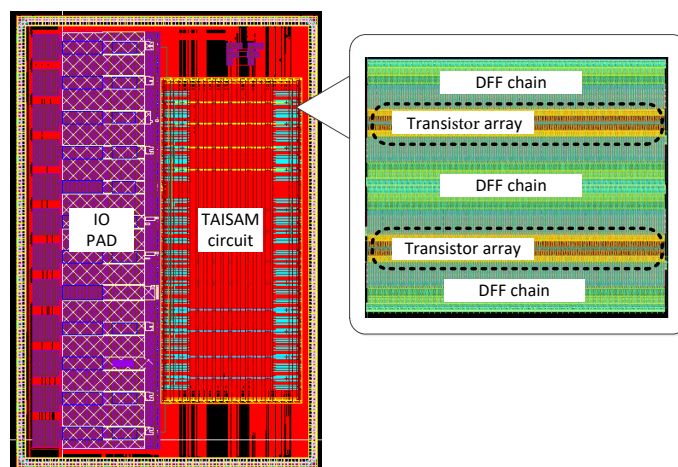 IO
PAD
TAISAM
circuit
DFF chain
Transistor array
DFF chain
Transistor array
DFF chain